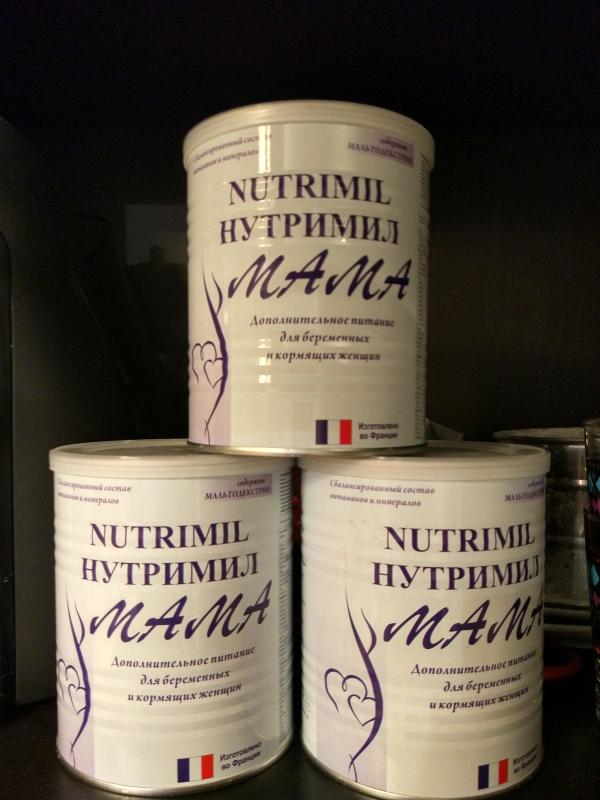 Сбалансированный состав
витаминов и минералов
содержит
МАЛЬТОДЕКСТРИН
NUTRIMIL
НУТРИМИЛ
МАМА
Дополнительное питание
для беременных
и кормящих женщин
Изготовлено
во Франции
Сбалансированный состав
витаминов и минералов
содержит
МАЛЬТОДЕКСТРИН
NUTRIMIL
НУТРИМИЛ
МАМА
Дополнительное питание
для беременных
и кормящих женщин
Изготовлено
во Франции
Сбалансированный состав
витаминов и минералов
МАЛЬТОДЕКС
NUTRIMIL
НУТРИМИЛ
МАМА
Дополнительное питание
для беременных
и кормящих женщин
Изготовлено
во Франции